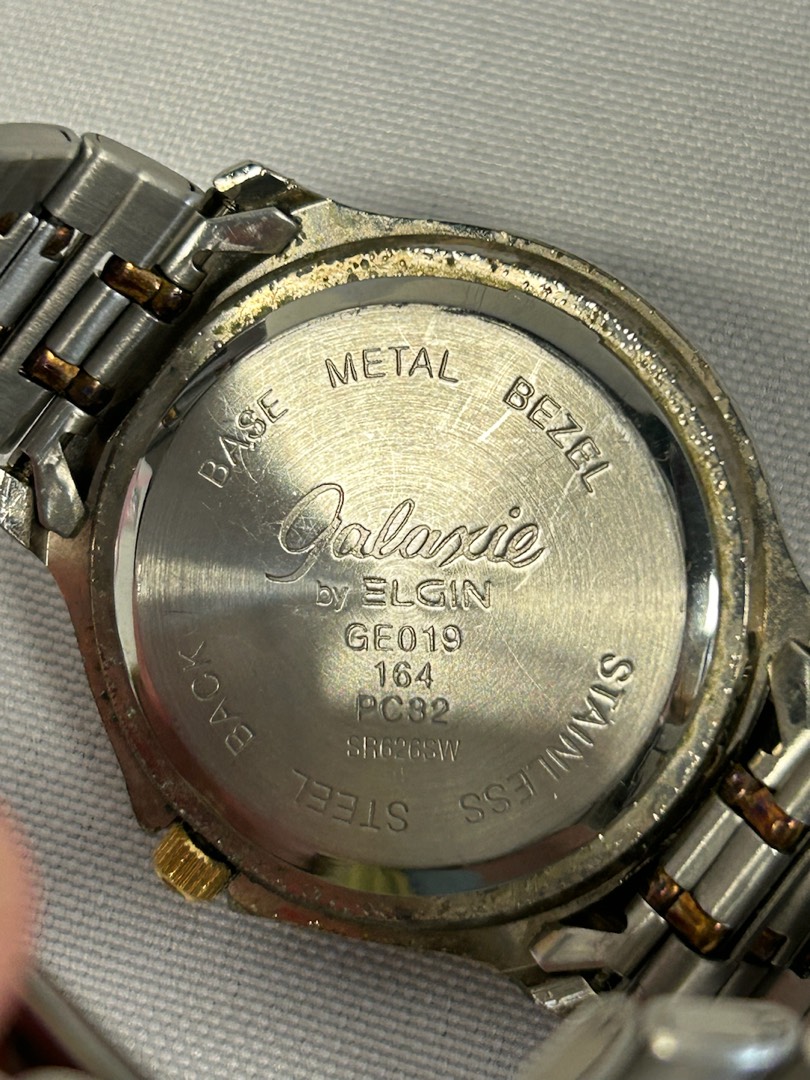 BASE METAL BEZEL
Galaxie
by ELGIN
GE019
164
PC32
SR626SW
STAINLESS STEEL BACK